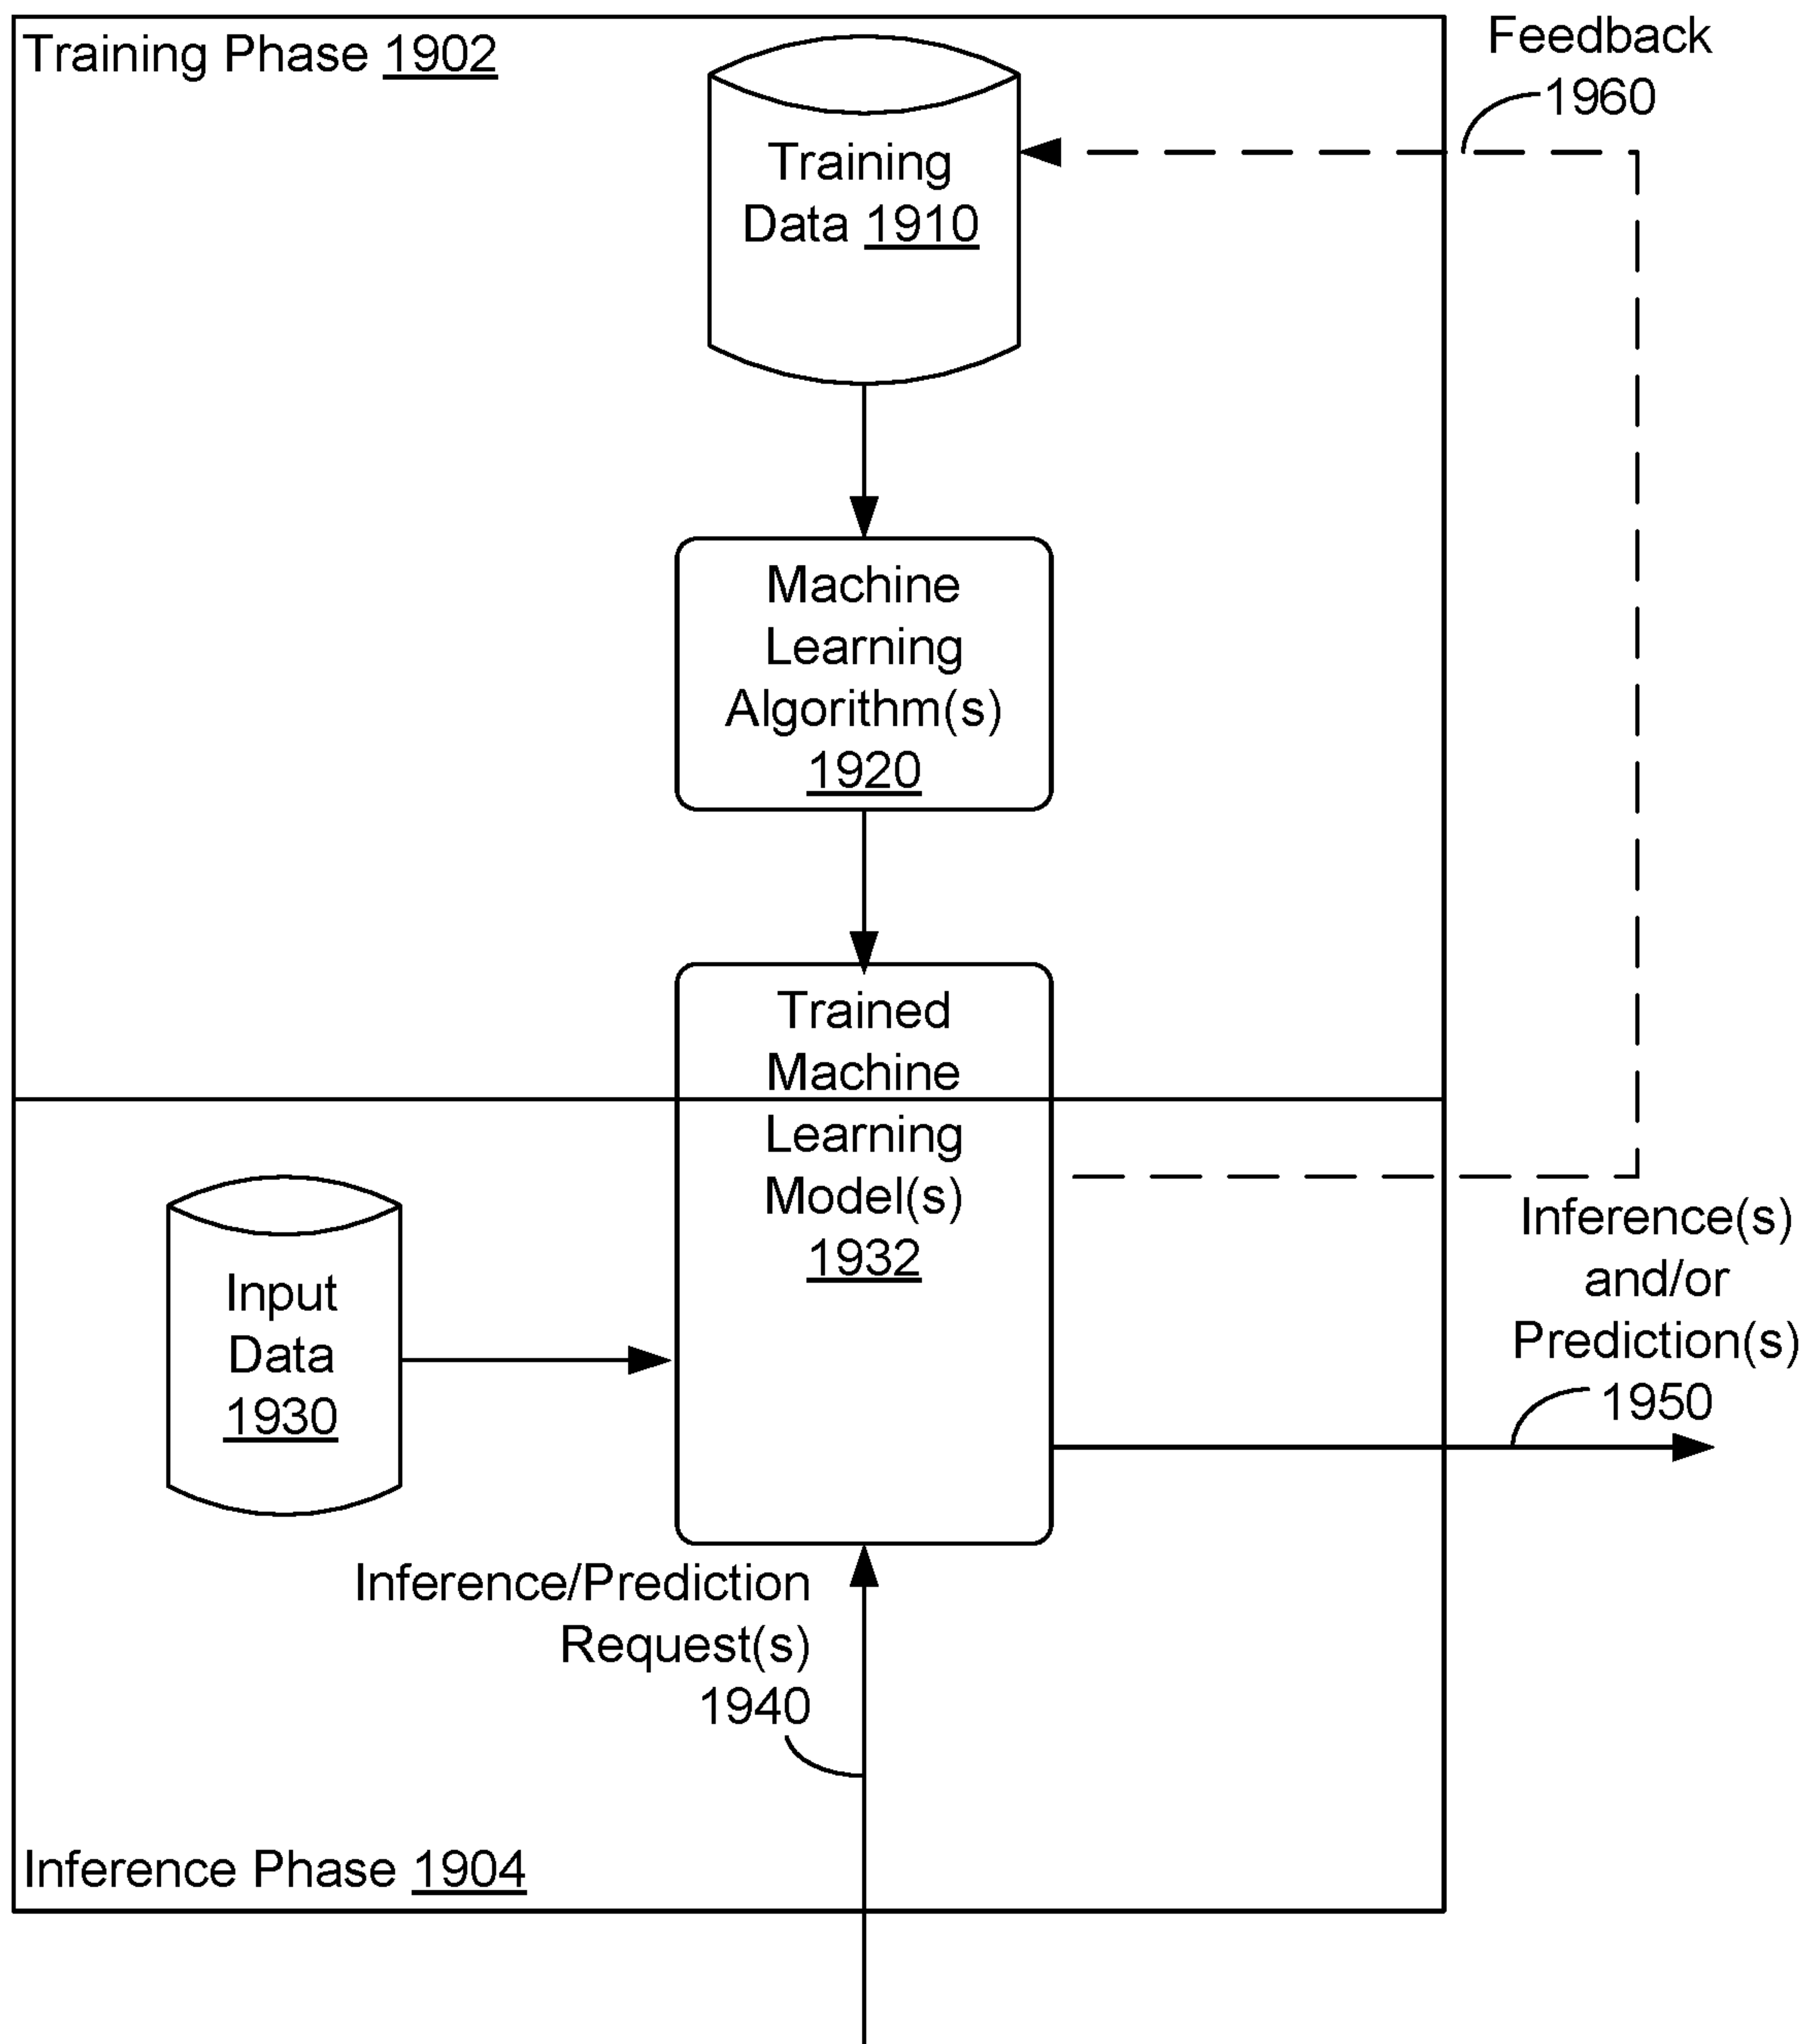 Training Phase 1902
Feedback
1960
Training
Data 1910
Machine
Learning
Algorithm(s)
1920
Trained
Machine
Learning
Model(s)
1932
Input
Data
1930
Inference(s)
and/or
Prediction(s)
1950
Inference/Prediction
Request(s)
1940
Inference Phase 1904